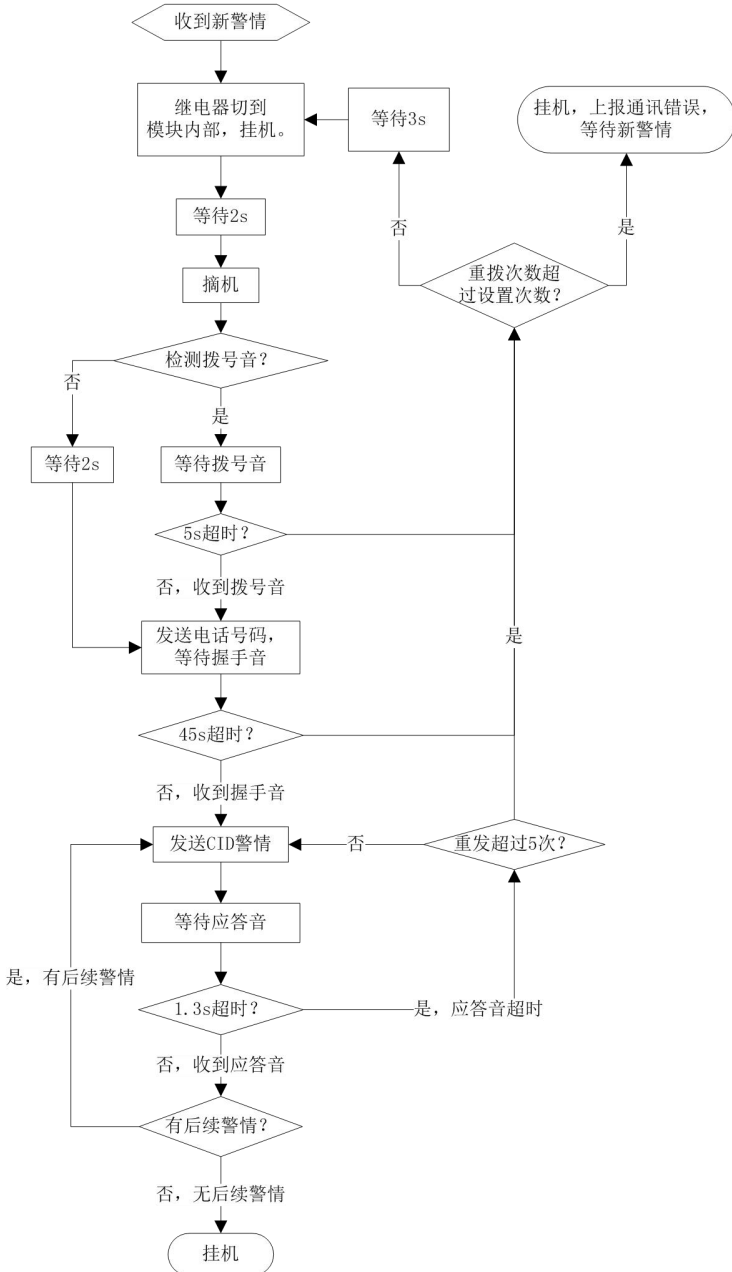 收到新警情
继电器切到
模块内部，挂机。
等待3s
挂机，上报通讯错误，
等待新警情
等待2s
否
是
摘机
重拨次数超
过设置次数？
检测拨号音？
否
是
等待2s
等待拨号音
5s超时？
否，收到拨号音
发送电话号码，
等待握手音
是
45s超时？
否，收到握手音
发送CID警情
否
重发超过5次？
等待应答音
是，有后续警情
1.3s超时？
是，应答音超时
否，收到应答音
有后续警情？
否，无后续警情
挂机